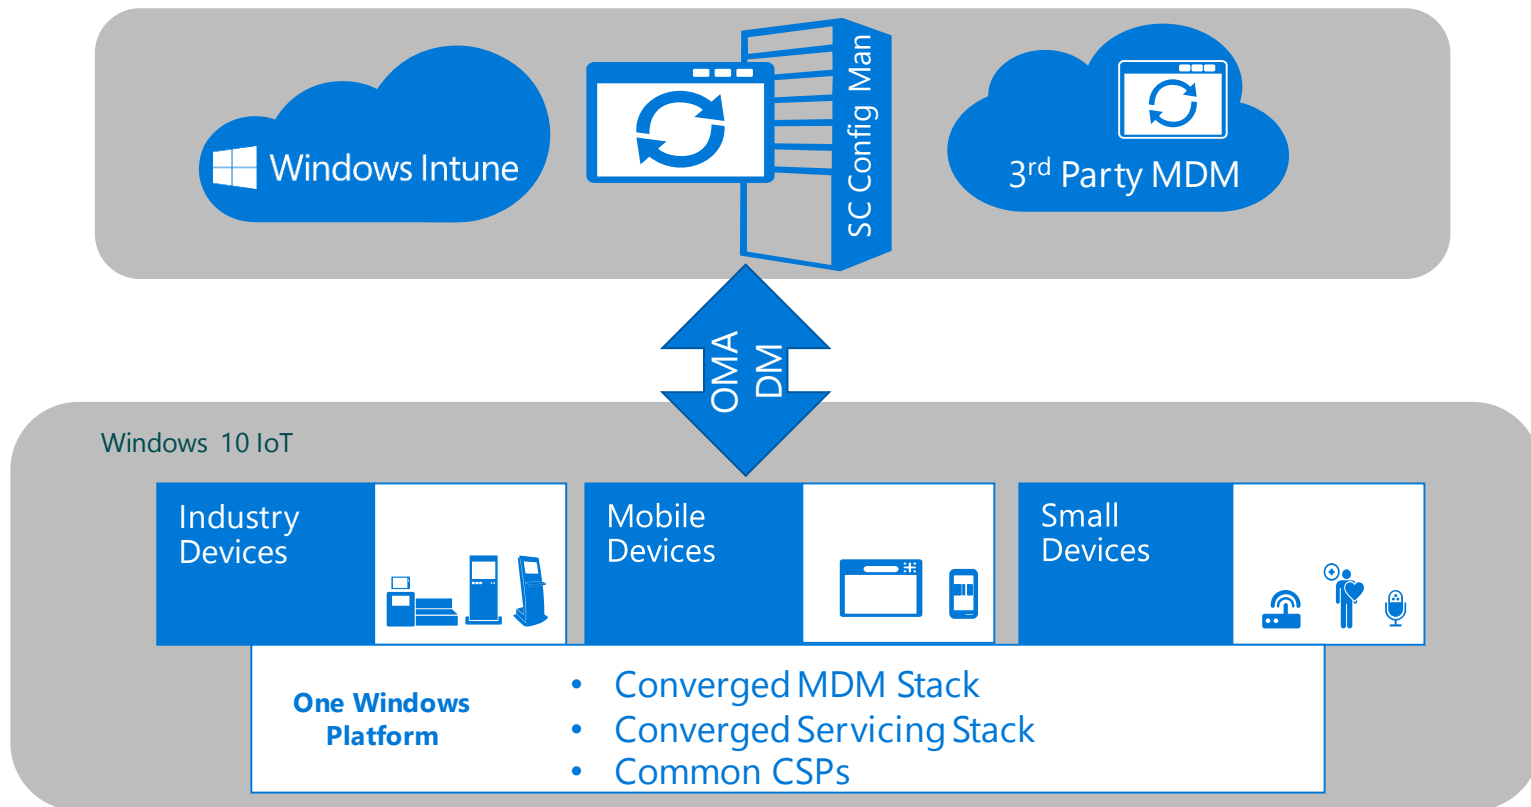 Windows Intune
SC Config Man
3rd Party MDM
OMA
DM
Windows 10 IoT
Industry
Devices
Mobile
Devices
Small
Devices
One Windows
Platform
• Converged MDM Stack
• Converged Servicing Stack
• Common CSPs